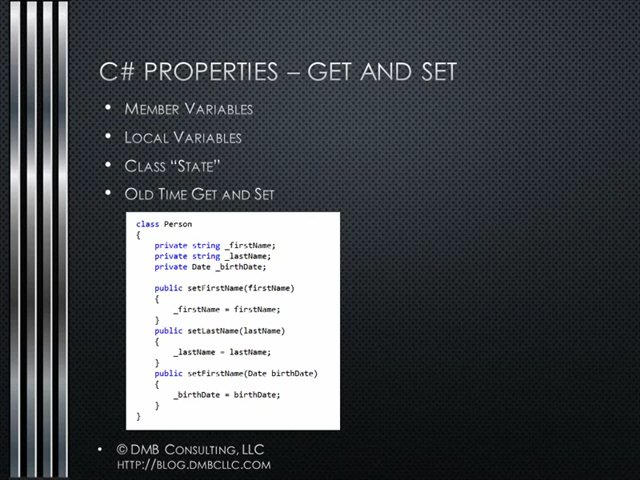 C# PROPERTIES – GET AND SET
• MEMBER VARIABLES
• LOCAL VARIABLES
• CLASS “STATE”
• OLD TIME GET AND SET
class Person
{
    private string _firstName;
    private string _lastName;
    private Date _birthDate;

    public setFirstName(firstName)
    {
        _firstName = firstName;
    }
    public setLastName(lastName)
    {
        _lastName = lastName;
    }
    public setFirstName(Date birthDate)
    {
        _birthDate = birthDate;
    }
}
• © DMB CONSULTING, LLC
HTTP://BLOG.DMBCLLC.COM